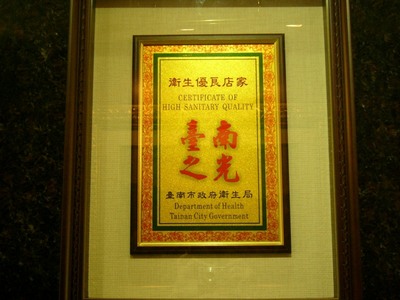 衛生優良店家
CERTIFICATE OF
HIGH SANITARY QUALITY
臺南
之光
臺南市政府衛生局
Department of Health
Tainan City Government